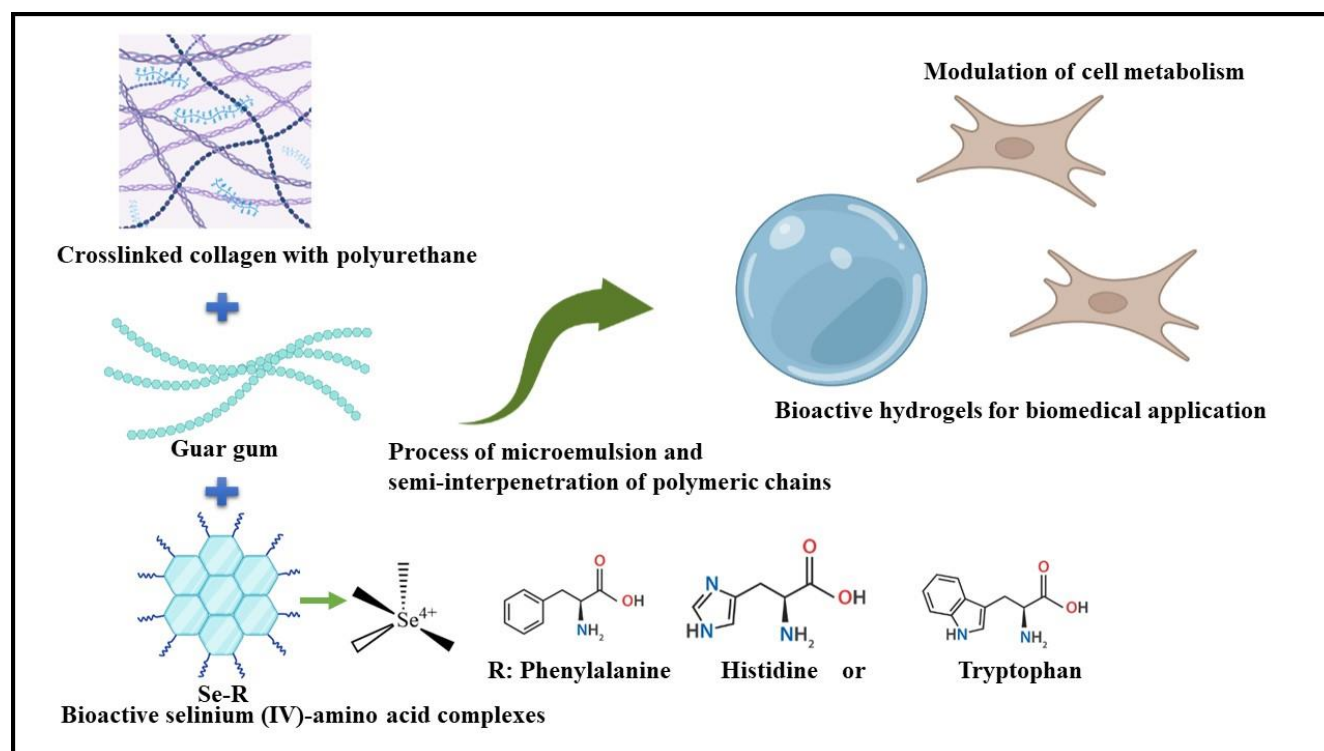 Modulation of cell metabolism
Crosslinked collagen with polyurethane
Bioactive hydrogels for biomedical application
Guar gum
Process of microemulsion and
semi-interpenetration of polymeric chains
Se⁴⁺
O
OH
NH₂
N
HN
O
OH
NH₂
O
OH
NH₂
HN
R: Phenylalanine Histidine or Tryptophan
Se-R
Bioactive selinium (IV)-amino acid complexes